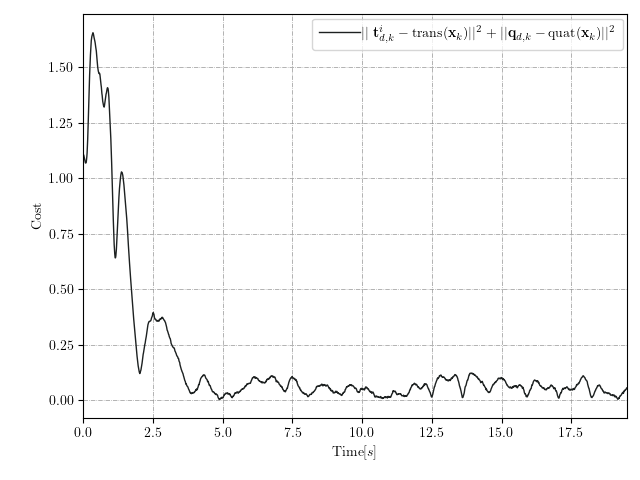 || t^i_{d,k} − trans(x_k)||^2 + ||q_{d,k} − quat(x_k)||^2
1.50
1.25
1.00
0.75
0.50
0.25
0.00
Cost
0.0 2.5 5.0 7.5 10.0 12.5 15.0 17.5
Time[s]